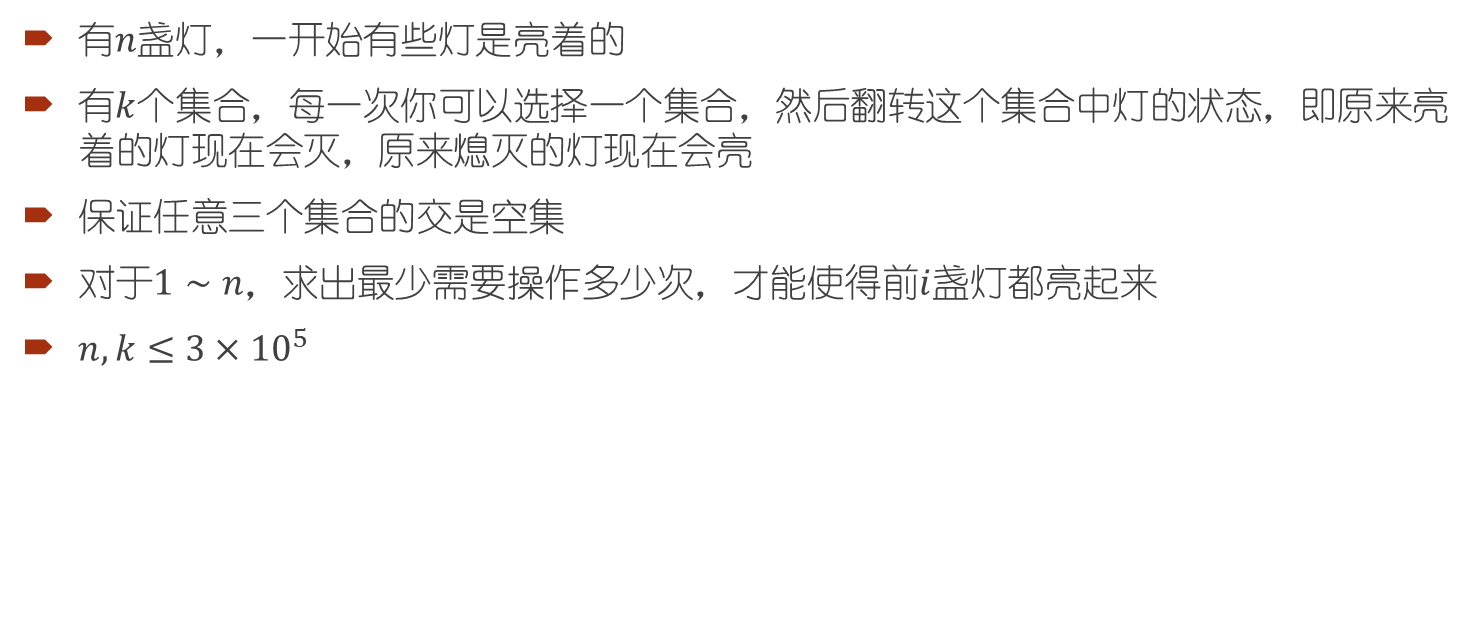 有n盏灯，一开始有些灯是亮着的
有k个集合，每一次你可以选择一个集合，然后翻转这个集合中灯的状态，即原来亮
着的灯现在会灭，原来熄灭的灯现在会亮
保证任意三个集合的交是空集
对于1 ~ n，求出最少需要操作多少次，才能使得前i盏灯都亮起来
n, k ≤ 3 × 10⁵